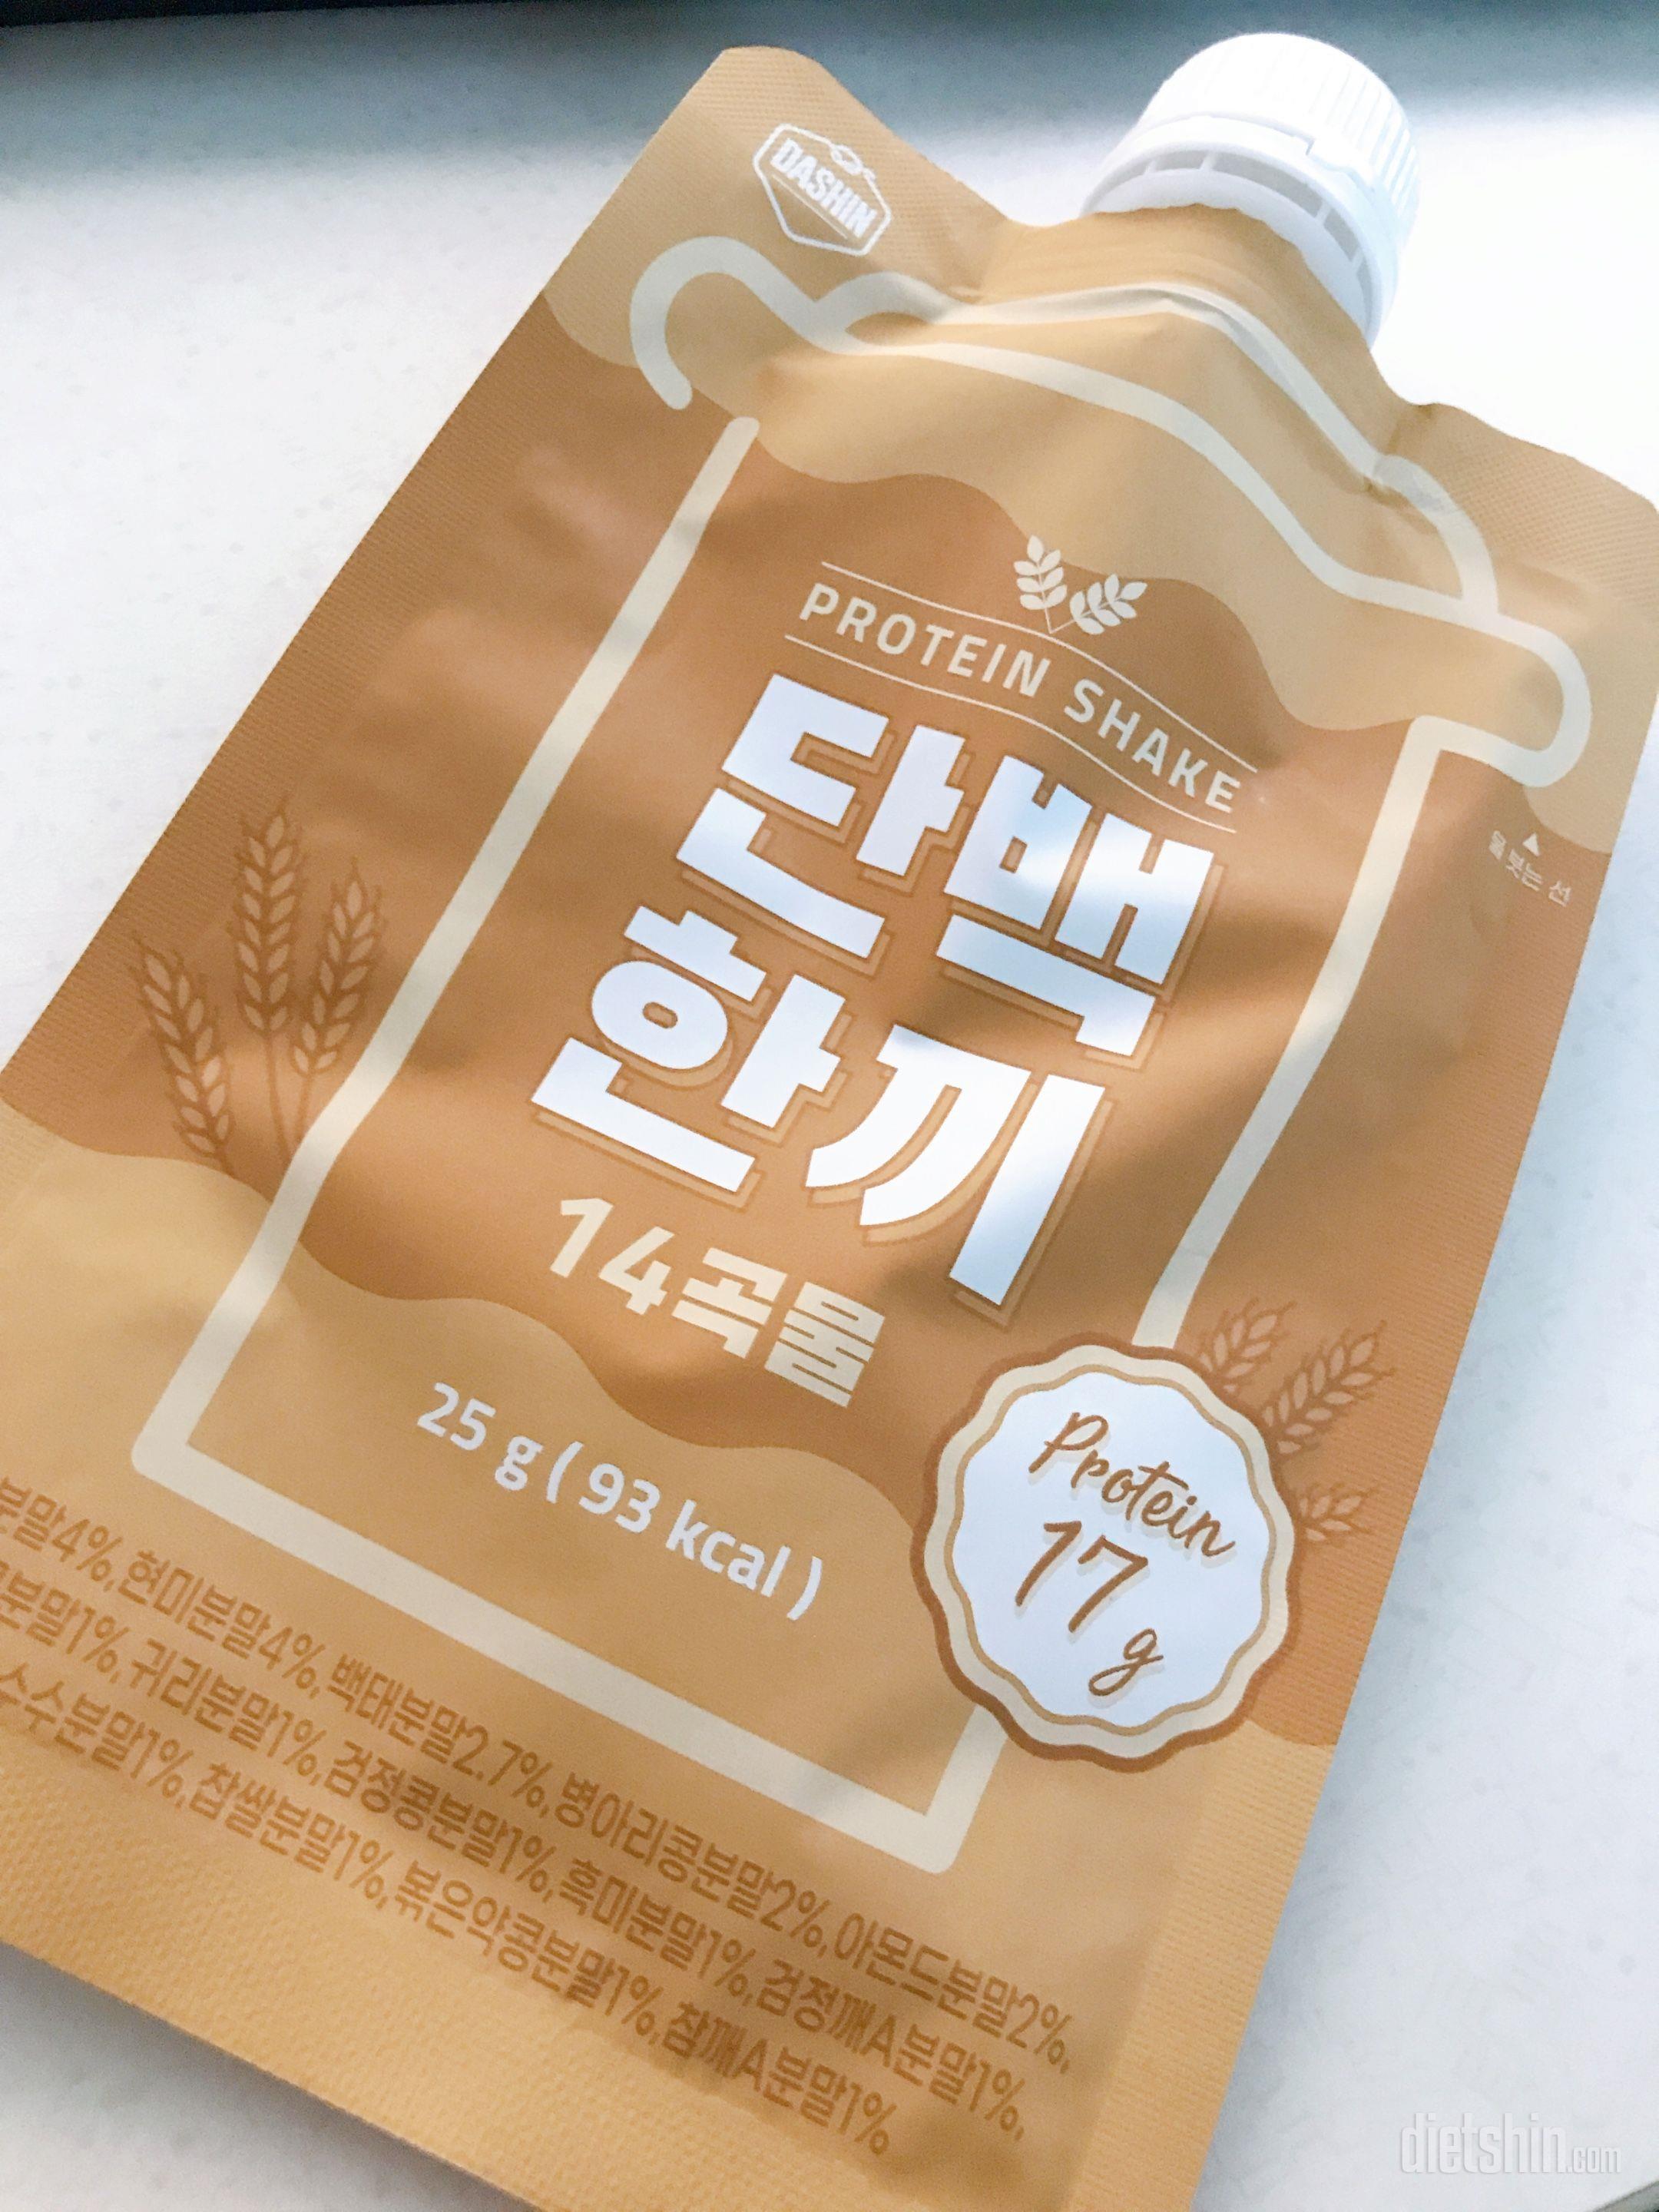 DASHIN
PROTEIN SHAKE
단백
한끼
14곡물
물 붓는 선
25 g ( 93 kcal )
Protein
17 g
분말4%, 현미분말4%, 백태분말2.7%, 병아리콩분말2%, 아몬드분말2%,
분말1%, 귀리분말1%, 검정콩분말1%, 흑미분말1%, 검정깨A분말1%,
수수분말1%, 찹쌀분말1%, 볶은약콩분말1%, 참깨A분말1%
dietshin.com